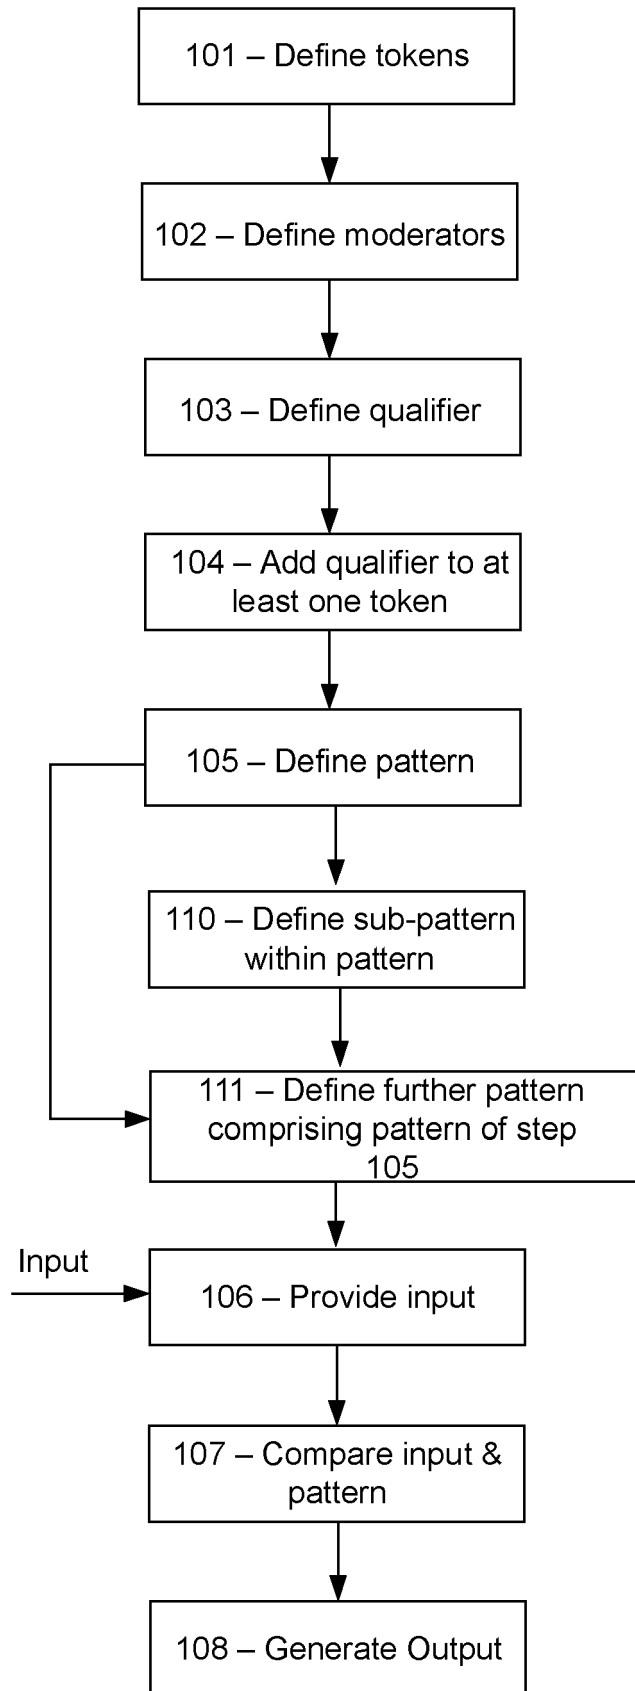 101 – Define tokens
102 – Define moderators
103 – Define qualifier
104 – Add qualifier to at
least one token
105 – Define pattern
110 – Define sub-pattern
within pattern
111 – Define further pattern
comprising pattern of step
105
Input
106 – Provide input
107 – Compare input &
pattern
108 – Generate Output